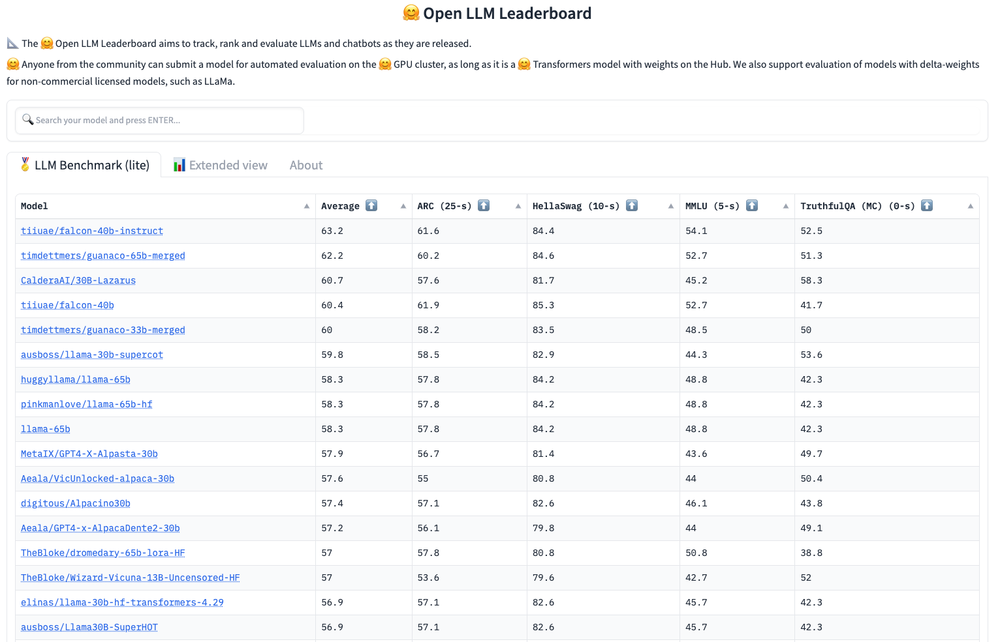 🤗 Open LLM Leaderboard
📐 The 🤗 Open LLM Leaderboard aims to track, rank and evaluate LLMs and chatbots as they are released.
🤗 Anyone from the community can submit a model for automated evaluation on the 🤗 GPU cluster, as long as it is a 🤗 Transformers model with weights on the Hub. We also support evaluation of models with delta-weights
for non-commercial licensed models, such as LLaMa.
🔍 Search your model and press ENTER...
🏅 LLM Benchmark (lite) 📊 Extended view About
Model Average ⬆️ ARC (25-s) ⬆️ HellaSwag (10-s) ⬆️ MMLU (5-s) ⬆️ TruthfulQA (MC) (0-s) ⬆️
tiiuae/falcon-40b-instruct 63.2 61.6 84.4 54.1 52.5
timdettmers/guanaco-65b-merged 62.2 60.2 84.6 52.7 51.3
CalderaAI/30B-Lazarus 60.7 57.6 81.7 45.2 58.3
tiiuae/falcon-40b 60.4 61.9 85.3 52.7 41.7
timdettmers/guanaco-33b-merged 60 58.2 83.5 48.5 50
ausboss/llama-30b-supercot 59.8 58.5 82.9 44.3 53.6
huggyllama/llama-65b 58.3 57.8 84.2 48.8 42.3
pinkmanlove/llama-65b-hf 58.3 57.8 84.2 48.8 42.3
llama-65b 58.3 57.8 84.2 48.8 42.3
MetaIX/GPT4-X-Alpasta-30b 57.9 56.7 81.4 43.6 49.7
Aeala/VicUnlocked-alpaca-30b 57.6 55 80.8 44 50.4
digitous/Alpacino30b 57.4 57.1 82.6 46.1 43.8
Aeala/GPT4-x-AlpacaDente2-30b 57.2 56.1 79.8 44 49.1
TheBloke/dromedary-65b-lora-HF 57 57.8 80.8 50.8 38.8
TheBloke/Wizard-Vicuna-13B-Uncensored-HF 57 53.6 79.6 42.7 52
elinas/llama-30b-hf-transformers-4.29 56.9 57.1 82.6 45.7 42.3
ausboss/Llama30B-SuperHOT 56.9 57.1 82.6 45.7 42.3